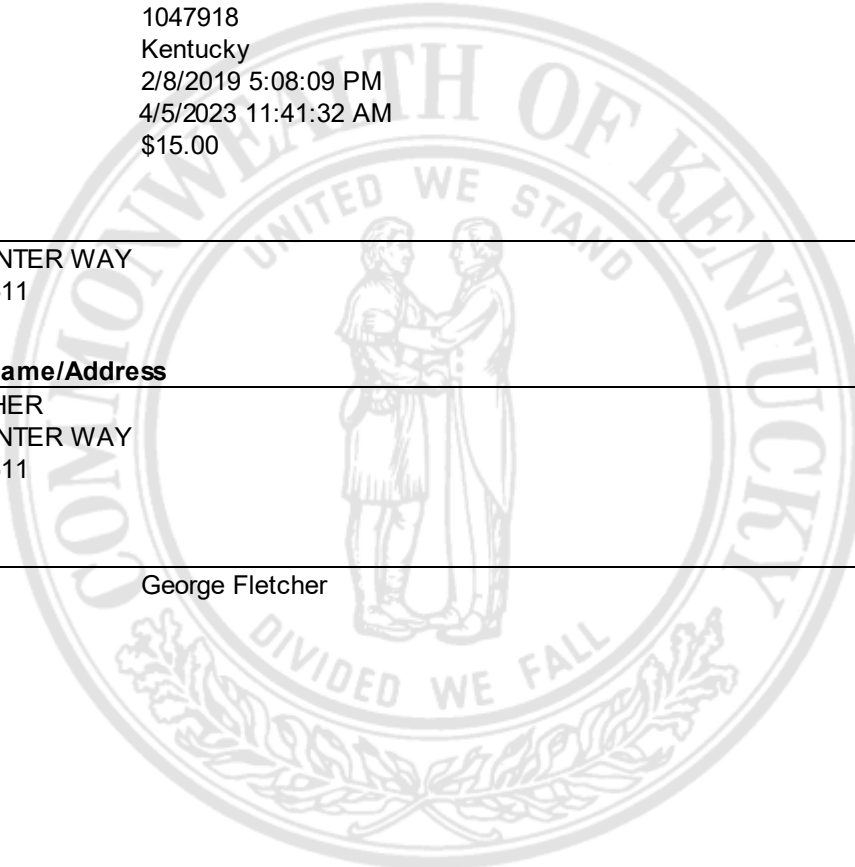 1047918
Kentucky
2/8/2019 5:08:09 PM
4/5/2023 11:41:32 AM
$15.00
NTER WAY
11
ame/Address
HER
NTER WAY
11
George Fletcher
COMMONWEALTH OF KENTUCKY
UNITED WE STAND
DIVIDED WE FALL